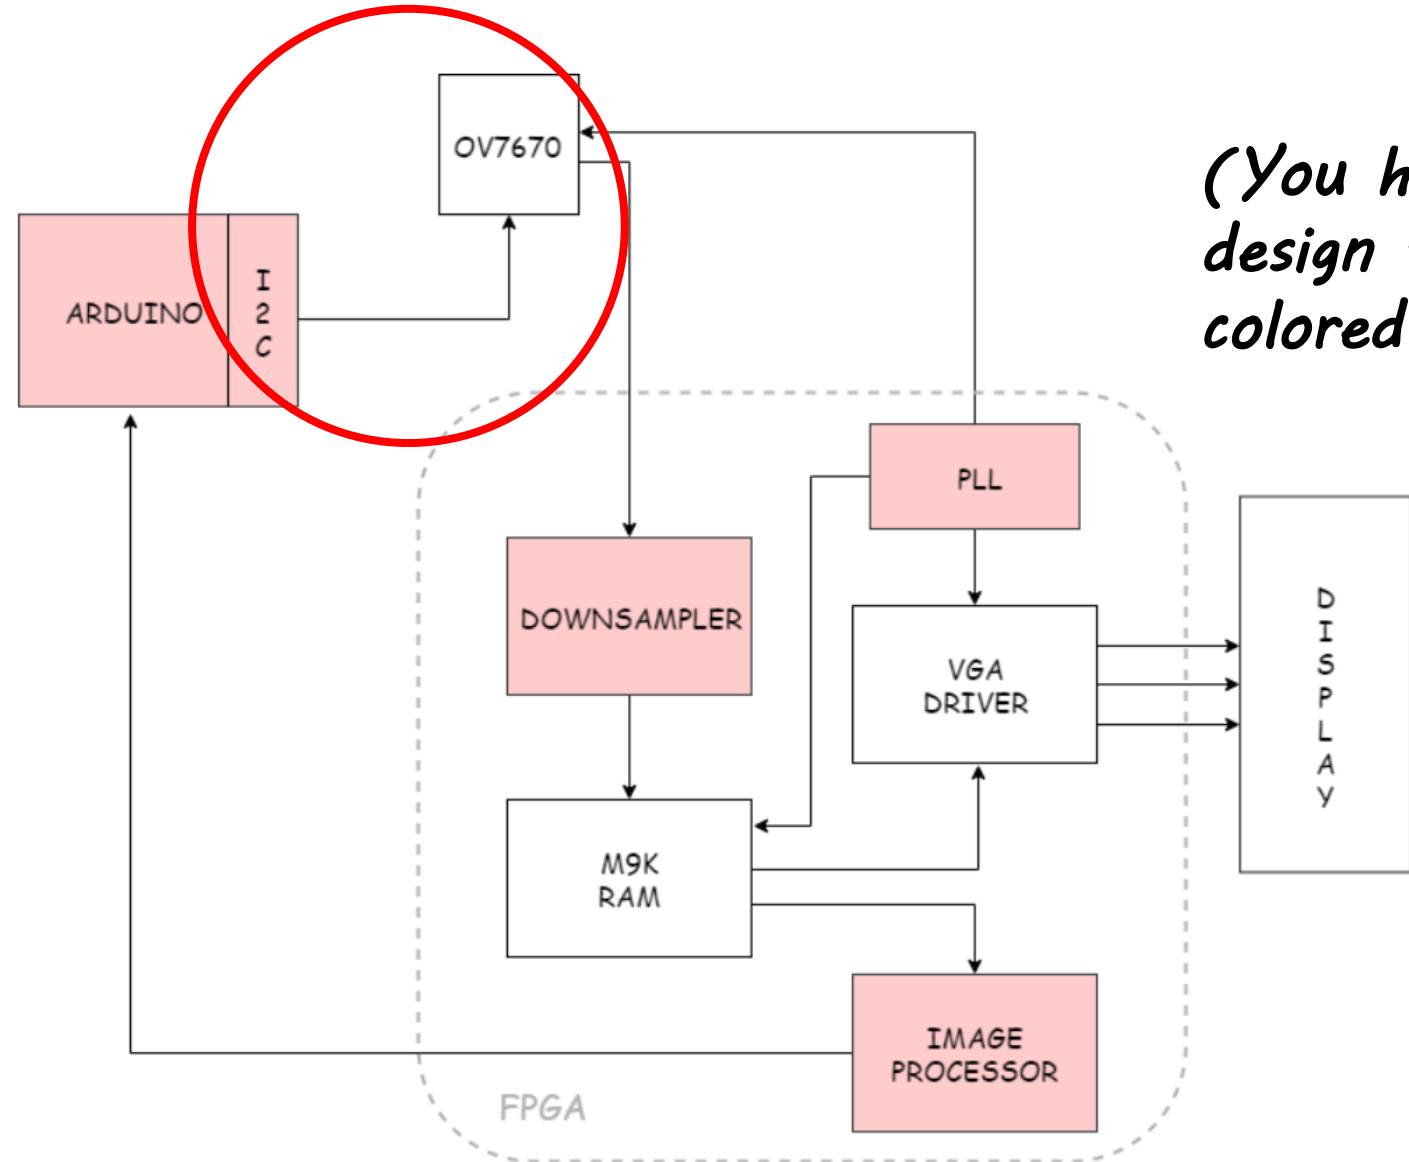 OV7670
(You h
design
colored
ARDUINO
I
2
C
PLL
DOWNSAMPLER
VGA
DRIVER
D
I
S
P
L
A
Y
M9K
RAM
IMAGE
PROCESSOR
FPGA